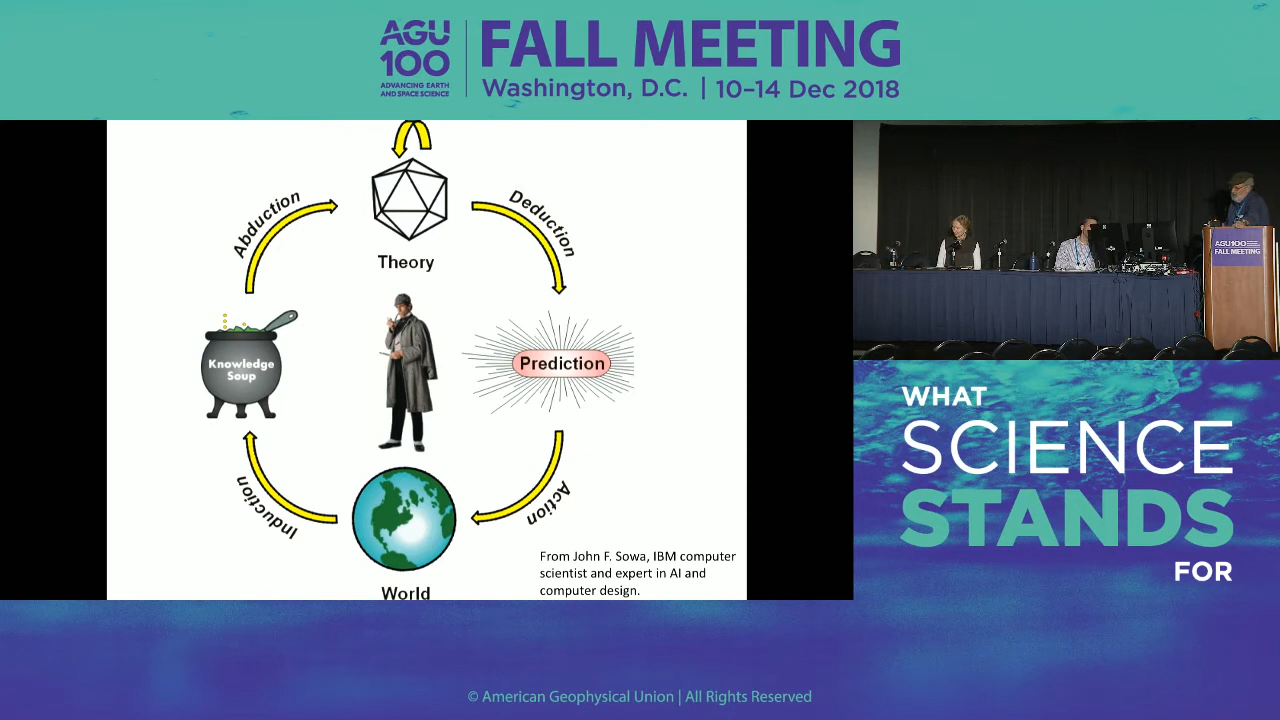 AGU
100
ADVANCING EARTH
AND SPACE SCIENCE
FALL MEETING
Washington, D.C. | 10–14 Dec 2018
Abduction
Deduction
Theory
Knowledge
Soup
Prediction
Induction
Action
World
From John F. Sowa, IBM computer
scientist and expert in AI and
computer design.
AGU100
FALL MEETING
WHAT
SCIENCE
STANDS
FOR
© American Geophysical Union | All Rights Reserved